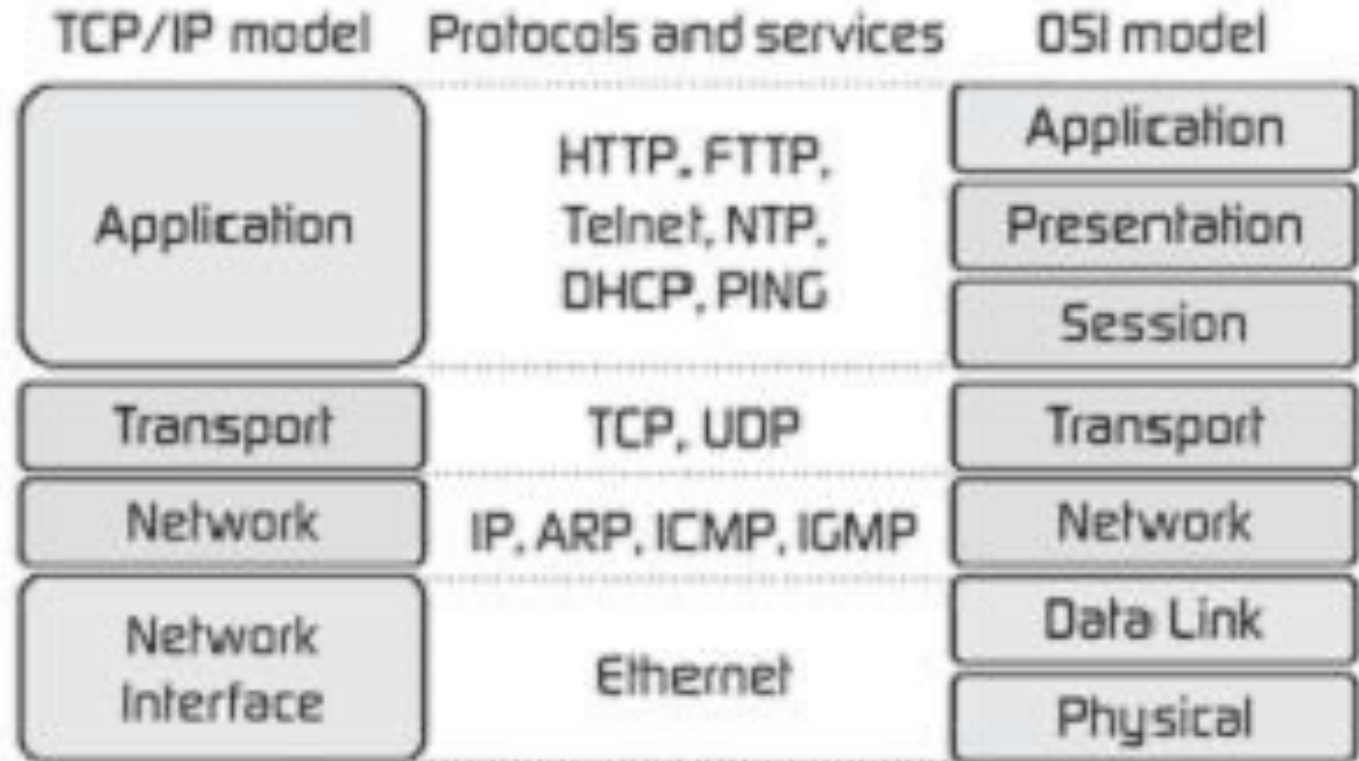 TCP/IP model Protocols and services OSI model
Application
HTTP, FTTP,
Telnet, NTP,
DHCP, PING
Application
Presentation
Session
Transport
TCP, UDP
Transport
Network
IP, ARP, ICMP, IGMP
Network
Network
Interface
Ethernet
Data Link
Physical